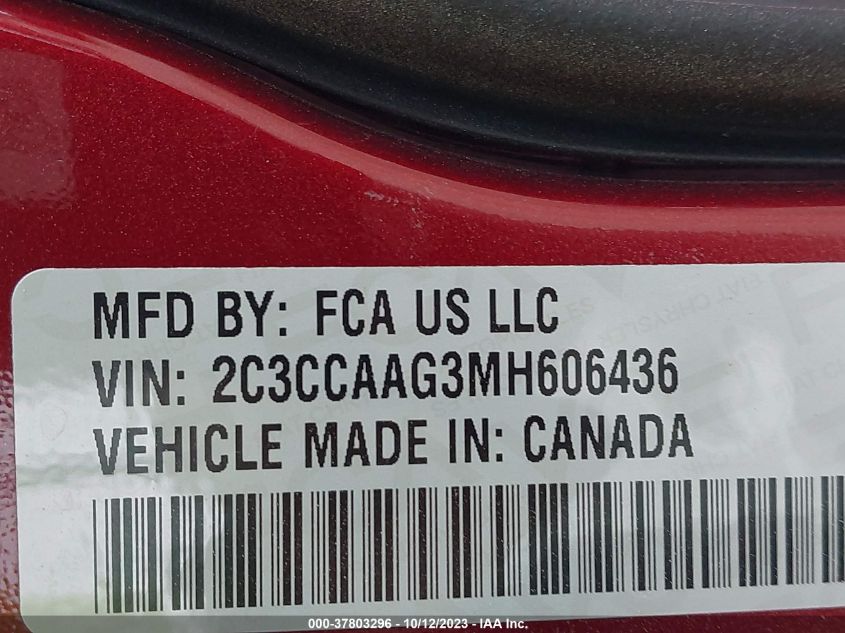 MFD BY: FCA US LLC
VIN: 2C3CCAAG3MH606436
VEHICLE MADE IN: CANADA
000-37803296 - 10/12/2023 - IAA Inc.